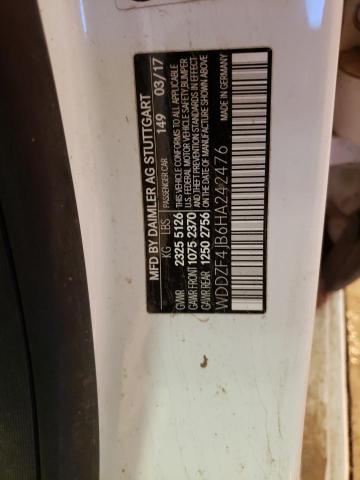 MFD BY DAIMLER AG STUTTGART
KG LBS PASSENGER CAR 149 03/17
GVWR 2325 5126 THIS VEHICLE CONFORMS TO ALL APPLICABLE
GAWR FRONT 1075 2370 U.S. FEDERAL MOTOR VEHICLE SAFETY BUMPER
GAWR 1250 2756 AND THEFT PREVENTION STANDARDS IN EFFECT
ON THE DATE OF MANUFACTURE SHOWN ABOVE
WDDZF4JB6HA242476 MADE IN GERMANY